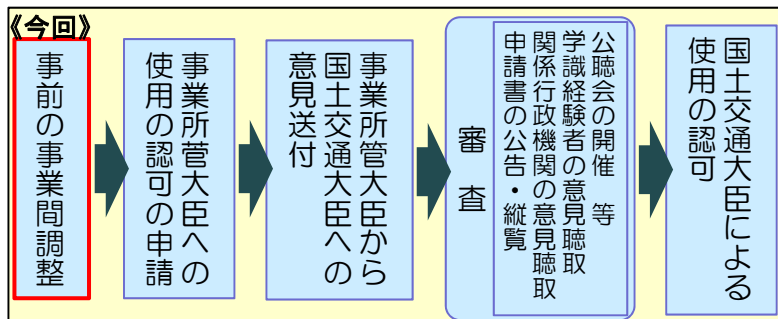 《今回》
事前の事業間調整
事業所菅大臣への
使用の認可の申請
事業所管大臣から
国土交通大臣への
意見送付
審査
公聴会の開催 等
学識経験者の意見聴取
関係行政機関の意見聴取
申請書の公告・縦覧
国土交通大臣による
使用の認可